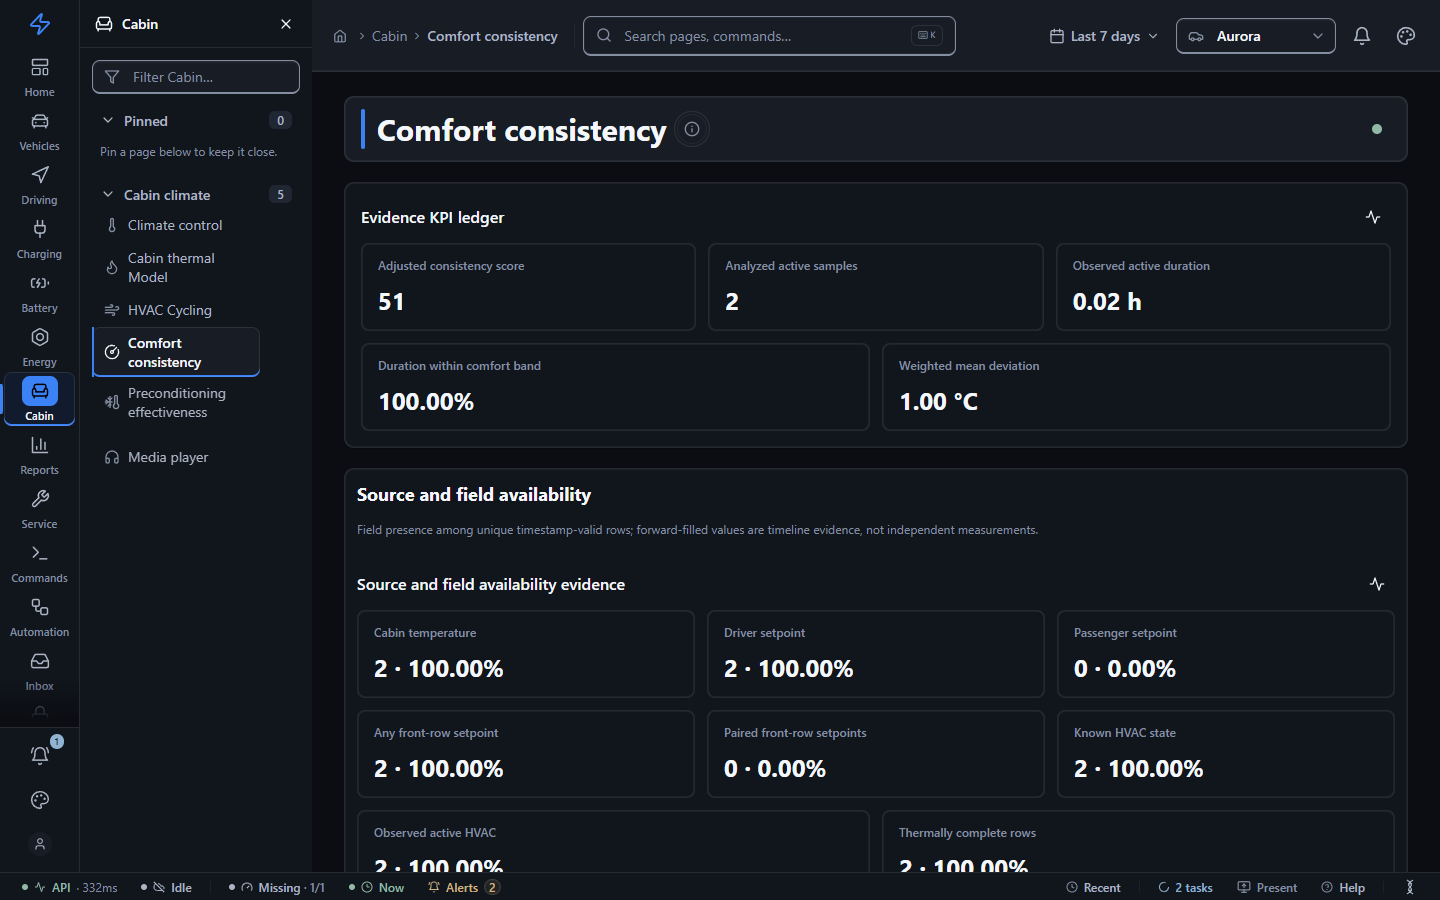 Cabin
Cabin
Comfort consistency
Search pages, commands...
K
Last 7 days
Aurora
Home
Vehicles
Driving
Charging
Battery
Energy
Cabin
Reports
Service
Commands
Automation
Inbox
1
Filter Cabin...
Pinned
0
Pin a page below to keep it close.
Cabin climate
5
Climate control
Cabin thermal
Model
HVAC Cycling
Comfort
consistency
Preconditioning
effectiveness
Media player
Comfort consistency
Evidence KPI ledger
Adjusted consistency score
51
Analyzed active samples
2
Observed active duration
0.02 h
Duration within comfort band
100.00%
Weighted mean deviation
1.00 °C
Source and field availability
Field presence among unique timestamp-valid rows; forward-filled values are timeline evidence, not independent measurements.
Source and field availability evidence
Cabin temperature
2 · 100.00%
Driver setpoint
2 · 100.00%
Passenger setpoint
0 · 0.00%
Any front-row setpoint
2 · 100.00%
Paired front-row setpoints
0 · 0.00%
Known HVAC state
2 · 100.00%
Observed active HVAC
2 · 100.00%
Thermally complete rows
2 · 100.00%
API · 332ms
Idle
Missing · 1/1
Now
Alerts 2
Recent
2 tasks
Present
Help